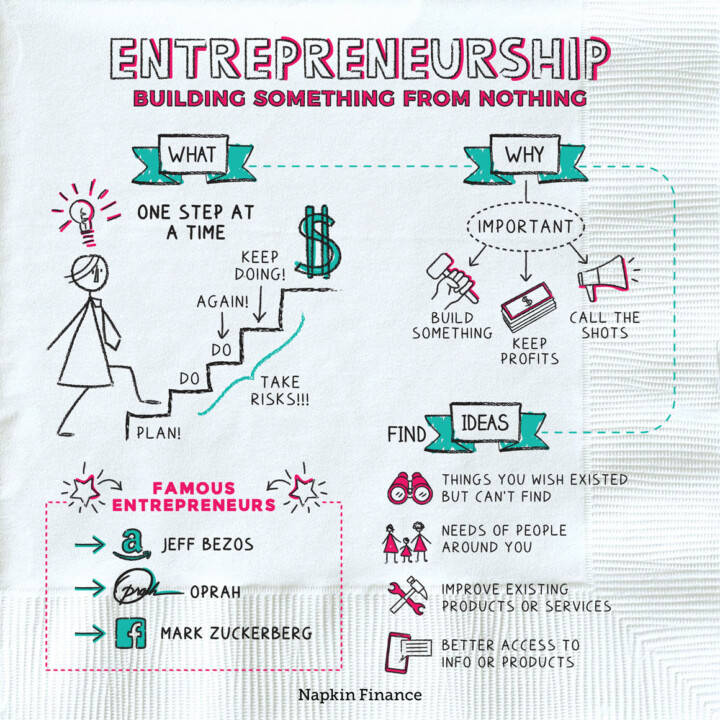 ENTREPRENEURSHIP
BUILDING SOMETHING FROM NOTHING
WHAT
ONE STEP AT
A TIME
$
KEEP
DOING!
AGAIN!
DO
DO
TAKE
RISKS!!!
PLAN!
WHY
IMPORTANT
BUILD
SOMETHING
$
KEEP
PROFITS
CALL THE
SHOTS
FIND IDEAS
THINGS YOU WISH EXISTED
BUT CAN'T FIND
NEEDS OF PEOPLE
AROUND YOU
IMPROVE EXISTING
PRODUCTS OR SERVICES
BETTER ACCESS TO
INFO OR PRODUCTS
FAMOUS
ENTREPRENEURS
a JEFF BEZOS
Oprah OPRAH
f MARK ZUCKERBERG
Napkin Finance